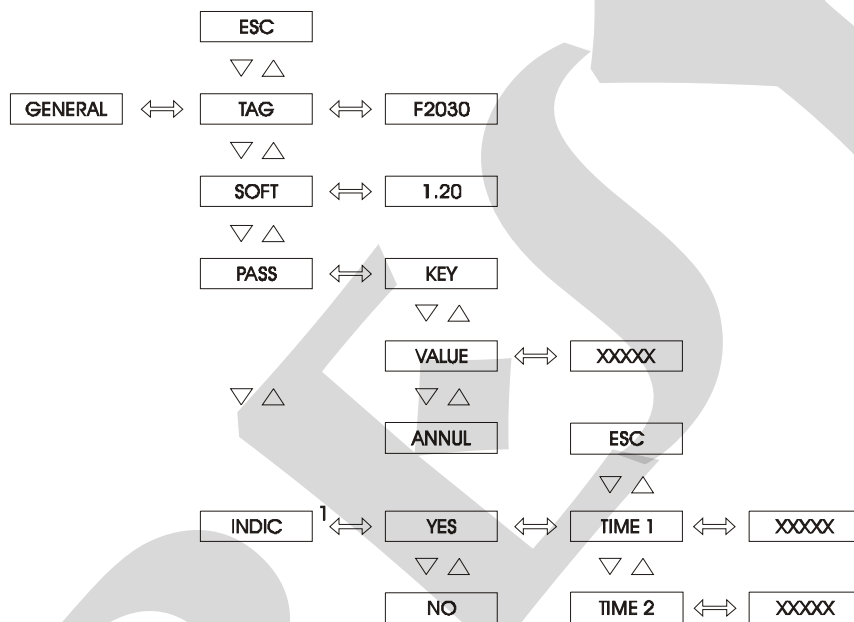 ESC
GENERAL TAG F2030
SOFT 1.20
PASS KEY
VALUE XXXXX
ANNUL ESC
INDIC 1 YES TIME 1 XXXXX
NO TIME 2 XXXXX